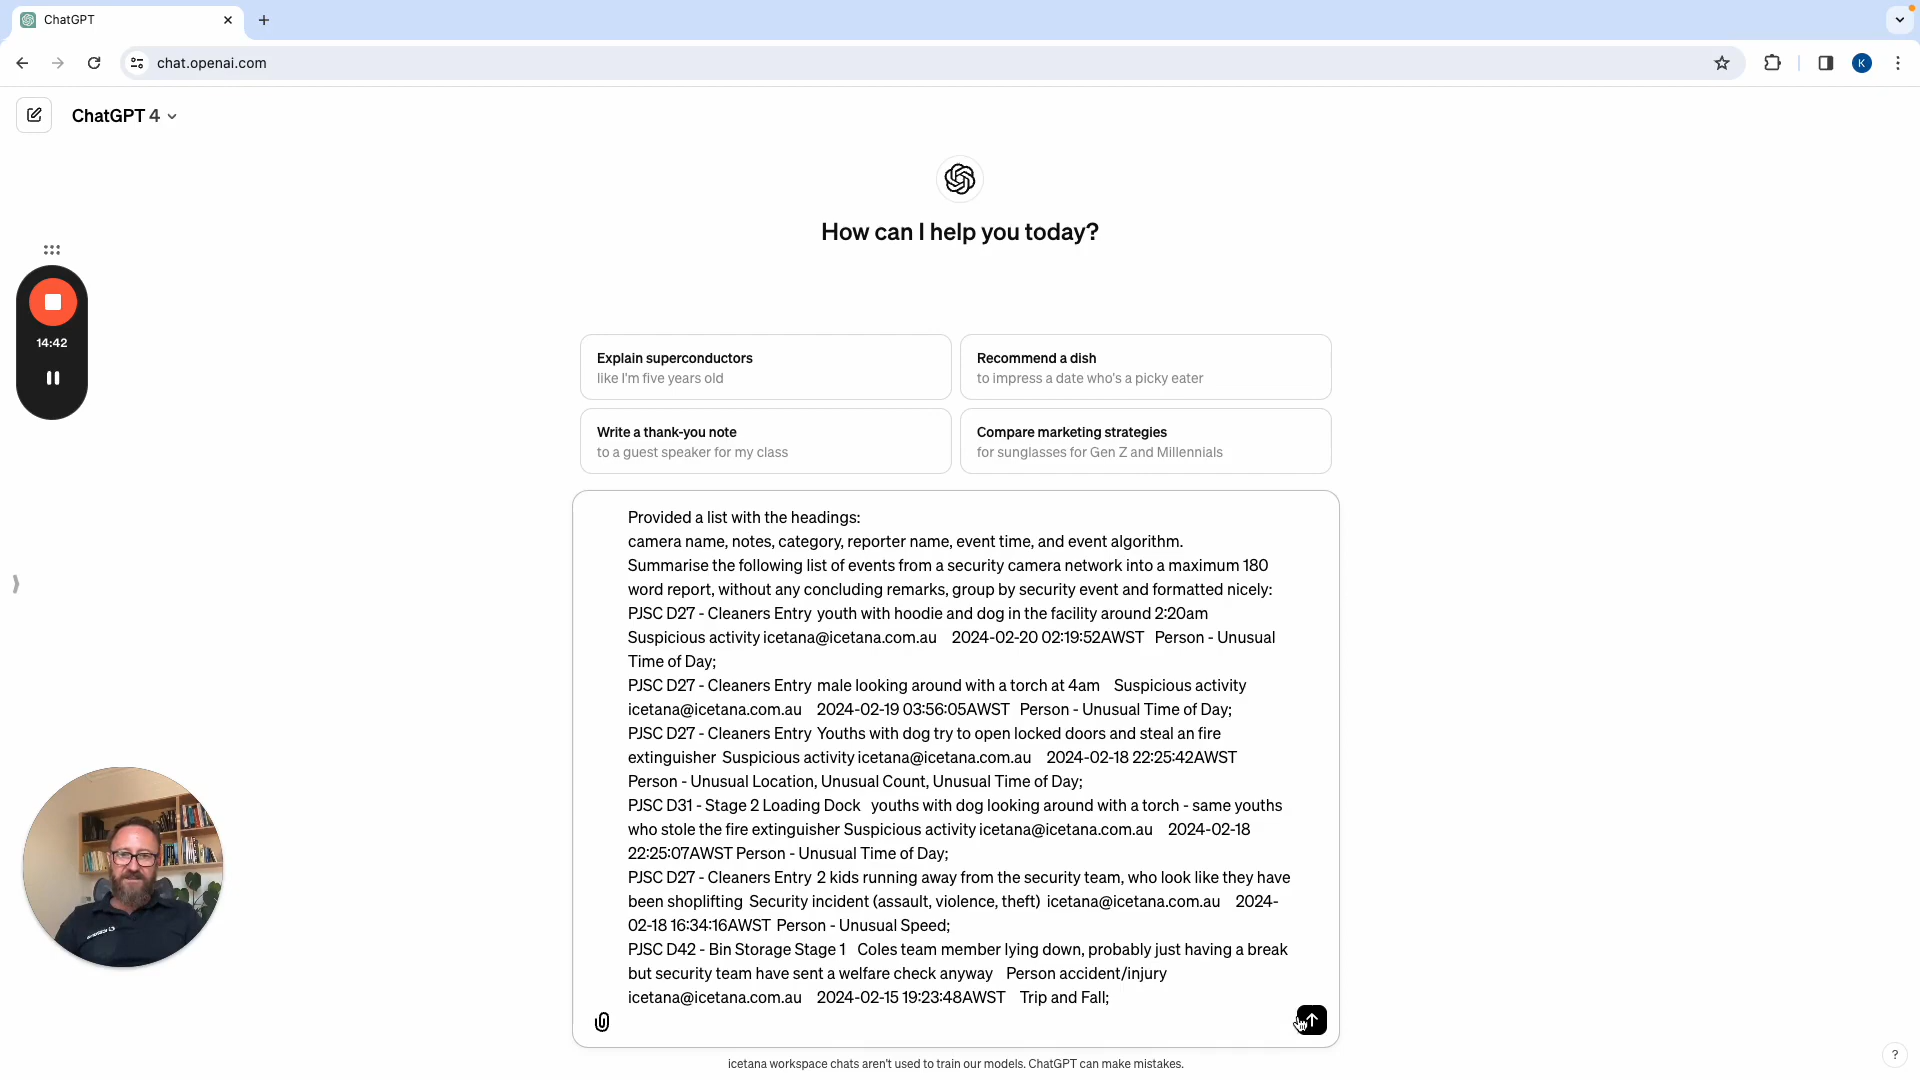 ChatGPT
chat.openai.com
K
ChatGPT 4
How can I help you today?
14:42
Explain superconductors
like I'm five years old
Recommend a dish
to impress a date who's a picky eater
Write a thank-you note
to a guest speaker for my class
Compare marketing strategies
for sunglasses for Gen Z and Millennials
Provided a list with the headings:
camera name, notes, category, reporter name, event time, and event algorithm.
Summarise the following list of events from a security camera network into a maximum 180
word report, without any concluding remarks, group by security event and formatted nicely:
PJSC D27 - Cleaners Entry youth with hoodie and dog in the facility around 2:20am
Suspicious activity icetana@icetana.com.au 2024-02-20 02:19:52AWST Person - Unusual
Time of Day;
PJSC D27 - Cleaners Entry male looking around with a torch at 4am Suspicious activity
icetana@icetana.com.au 2024-02-19 03:56:05AWST Person - Unusual Time of Day;
PJSC D27 - Cleaners Entry Youths with dog try to open locked doors and steal an fire
extinguisher Suspicious activity icetana@icetana.com.au 2024-02-18 22:25:42AWST
Person - Unusual Location, Unusual Count, Unusual Time of Day;
PJSC D31 - Stage 2 Loading Dock youths with dog looking around with a torch - same youths
who stole the fire extinguisher Suspicious activity icetana@icetana.com.au 2024-02-18
22:25:07AWST Person - Unusual Time of Day;
PJSC D27 - Cleaners Entry 2 kids running away from the security team, who look like they have
been shoplifting Security incident (assault, violence, theft) icetana@icetana.com.au 2024-
02-18 16:34:16AWST Person - Unusual Speed;
PJSC D42 - Bin Storage Stage 1 Coles team member lying down, probably just having a break
but security team have sent a welfare check anyway Person accident/injury
icetana@icetana.com.au 2024-02-15 19:23:48AWST Trip and Fall;
icetana workspace chats aren't used to train our models. ChatGPT can make mistakes.
?